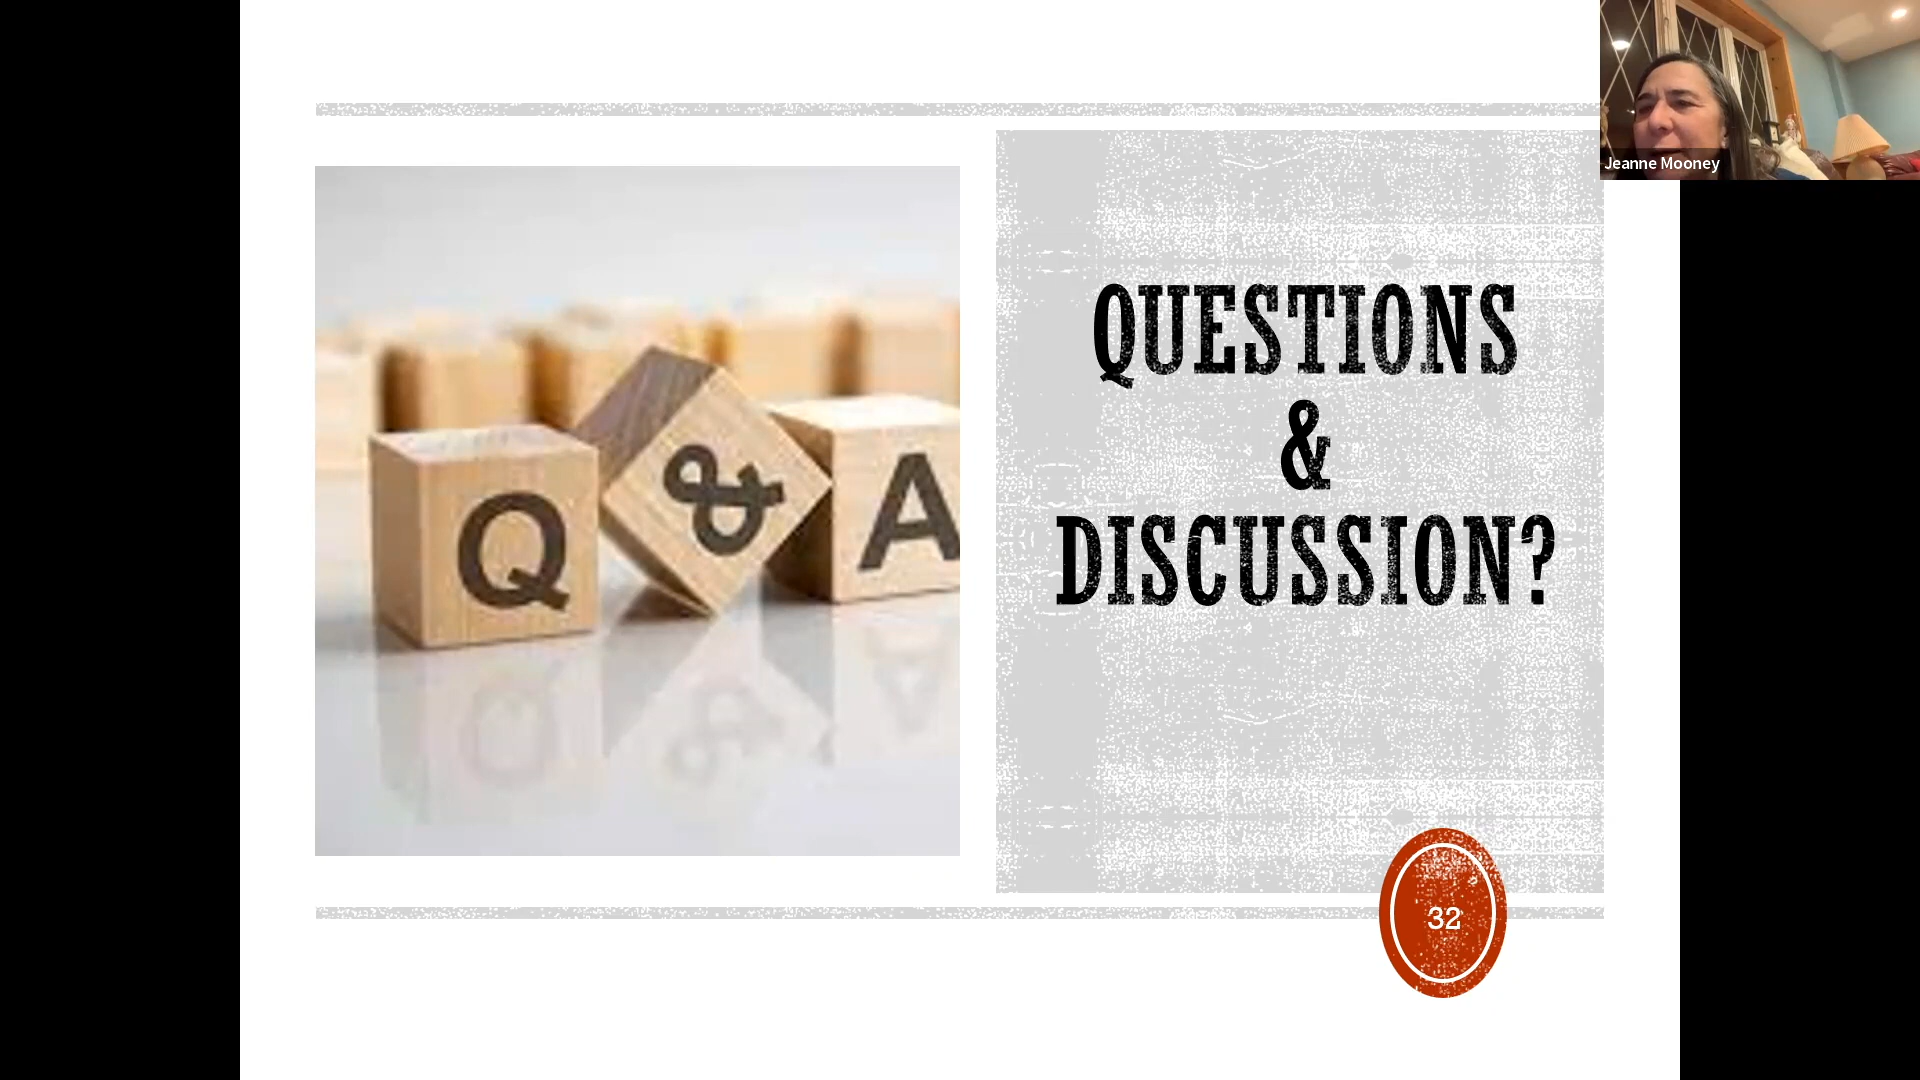 Jeanne Mooney
Q & A
QUESTIONS
&
DISCUSSION?
32